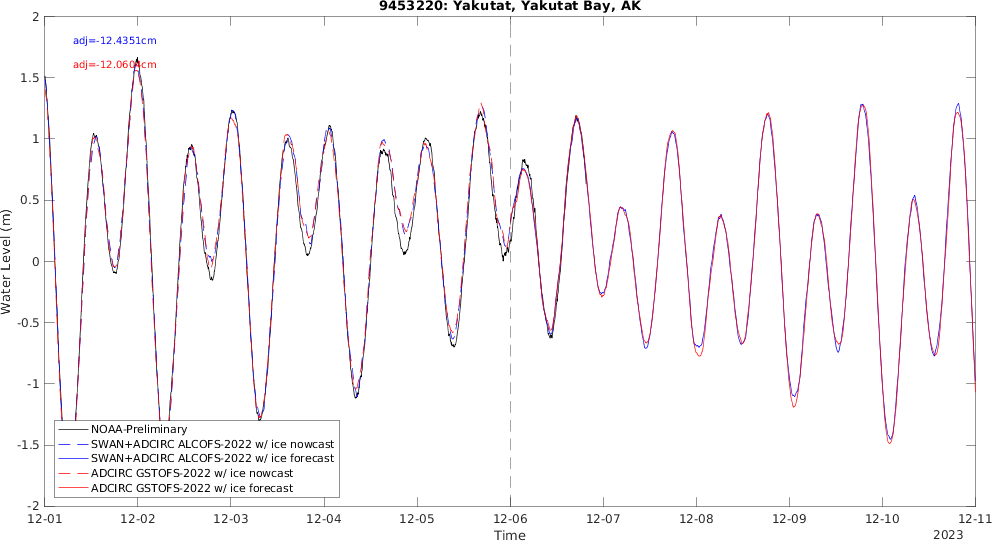 9453220: Yakutat, Yakutat Bay, AK
adj=-12.4351cm
2
1.5
1
0.5
0
-0.5
-1
-1.5
-2
Water Level (m)
NOAA-Preliminary
SWAN+ADCIRC ALCOFS-2022 w/ ice nowcast
SWAN+ADCIRC ALCOFS-2022 w/ ice forecast
ADCIRC GSTOFS-2022 w/ ice nowcast
ADCIRC GSTOFS-2022 w/ ice forecast
12-01 12-02 12-03 12-04 12-05 12-06 12-07 12-08 12-09 12-10 12-11
Time
2023